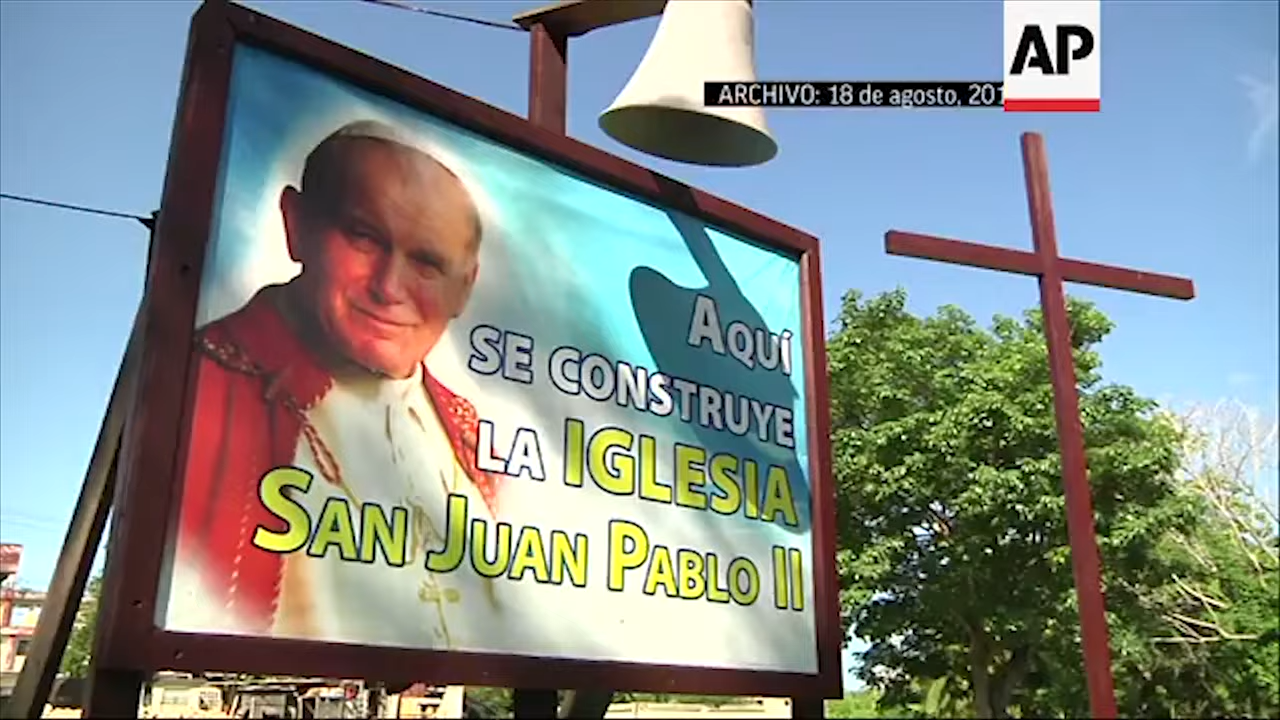 AP
ARCHIVO: 18 de agosto,
AQUÍ
SE CONSTRUYE
LA IGLESIA
SAN JUAN PABLO II